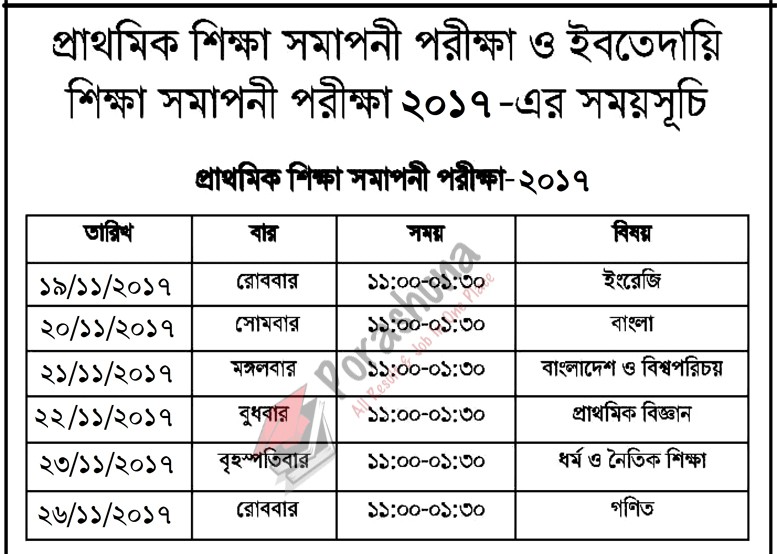 প্রাথমিক শিক্ষা সমাপনী পরীক্ষা ও ইবতেদায়ি
শিক্ষা সমাপনী পরীক্ষা ২০১৭ -এর সময়সূচি
প্রাথমিক শিক্ষা সমাপনী পরীক্ষা-২০১৭
তারিখ বার সময় বিষয়
১৯/১১/২০১৭ রোববার ১১:০০-০১:৩০ ইংরেজি
২০/১১/২০১৭ সোমবার ১১:০০-০১:৩০ বাংলা
২১/১১/২০১৭ মঙ্গলবার ১১:০০-০১:৩০ বাংলাদেশ ও বিশ্বপরিচয়
২২/১১/২০১৭ বুধবার ১১:০০-০১:৩০ প্রাথমিক বিজ্ঞান
২৩/১১/২০১৭ বৃহস্পতিবার ১১:০০-০১:৩০ ধর্ম ও নৈতিক শিক্ষা
২৬/১১/২০১৭ রোববার ১১:০০-০১:৩০ গণিত
Porashuna
All Result & Job In One Place